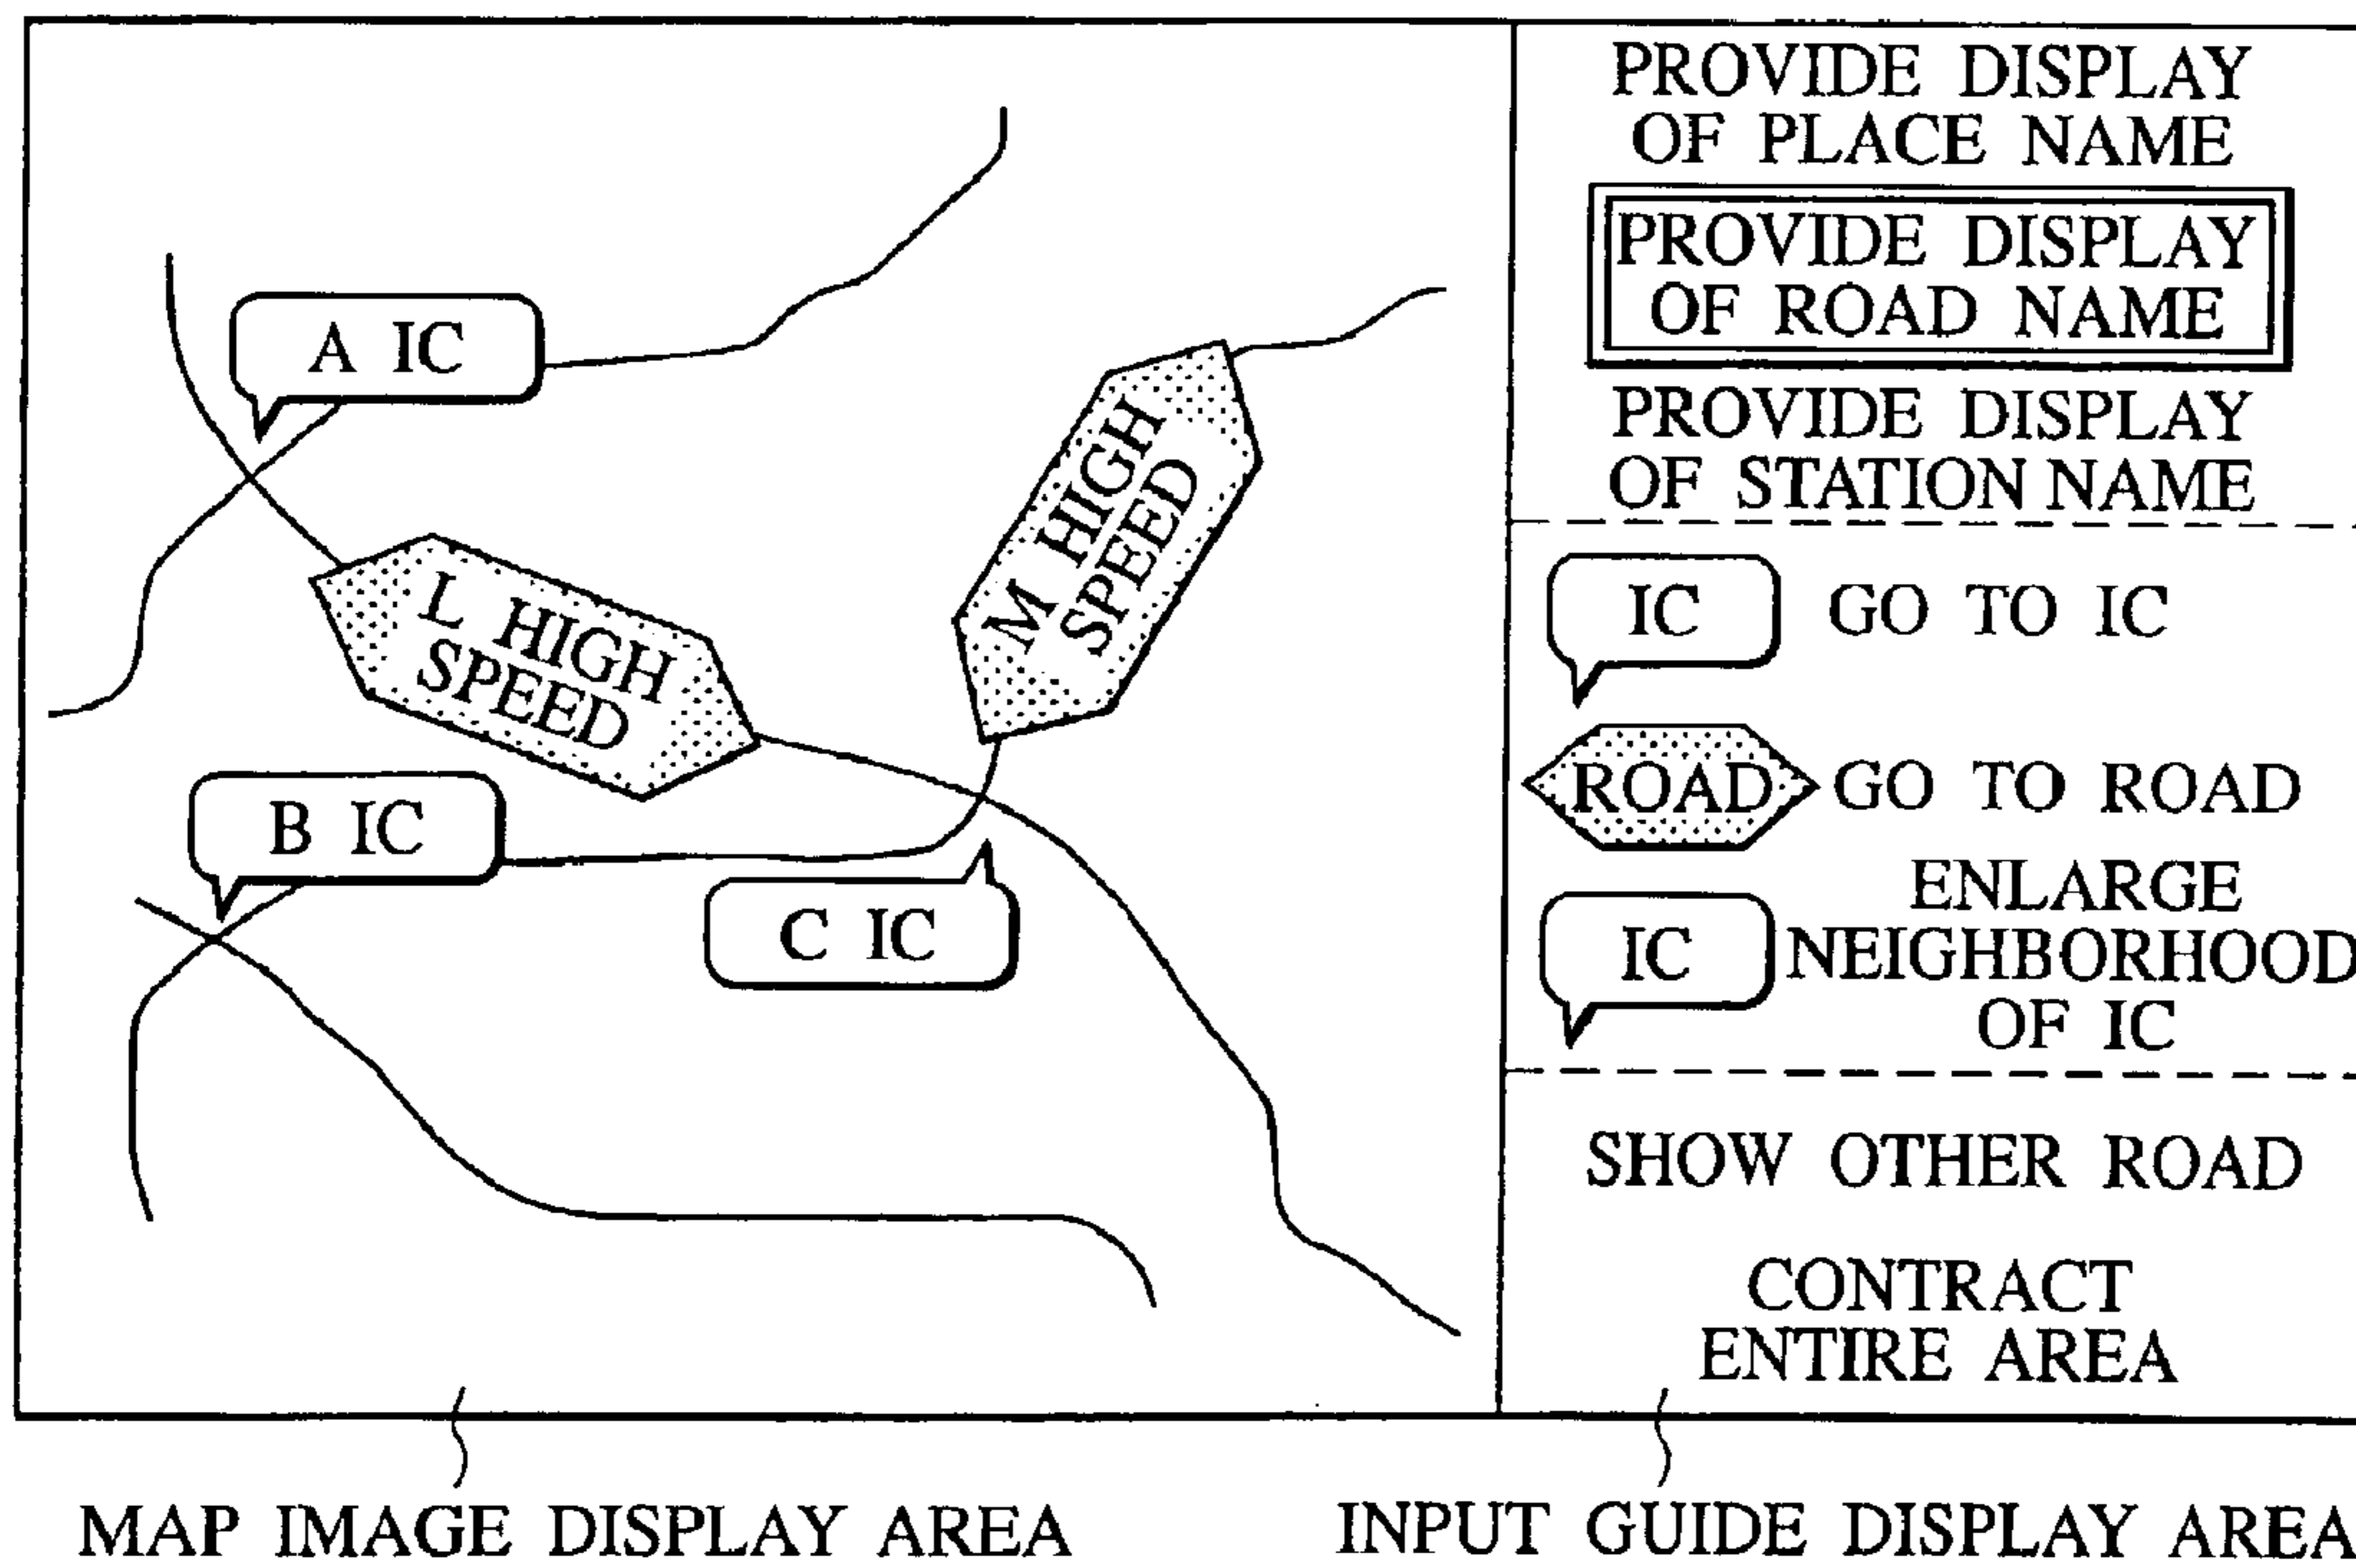 A IC
L HIGH
SPEED
M HIGH
SPEED
B IC
C IC
PROVIDE DISPLAY
OF PLACE NAME
PROVIDE DISPLAY
OF ROAD NAME
PROVIDE DISPLAY
OF STATION NAME
IC GO TO IC
ROAD GO TO ROAD
ENLARGE
IC NEIGHBORHOOD
OF IC
SHOW OTHER ROAD
CONTRACT
ENTIRE AREA
MAP IMAGE DISPLAY AREA
INPUT GUIDE DISPLAY AREA